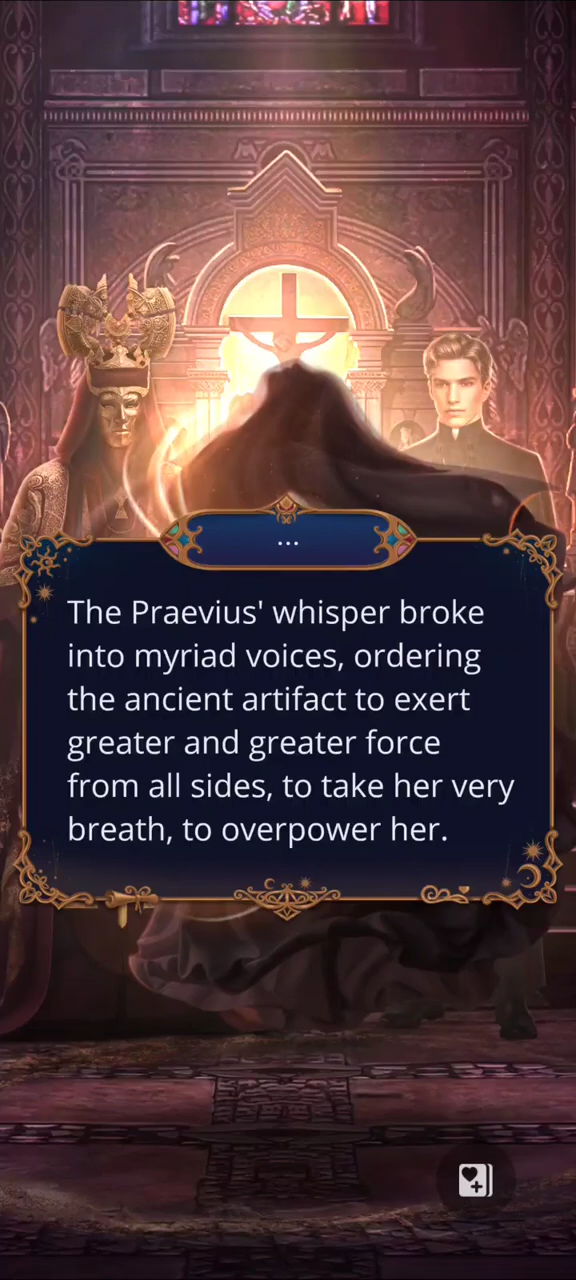 ...
The Praevius' whisper broke
into myriad voices, ordering
the ancient artifact to exert
greater and greater force
from all sides, to take her very
breath, to overpower her.